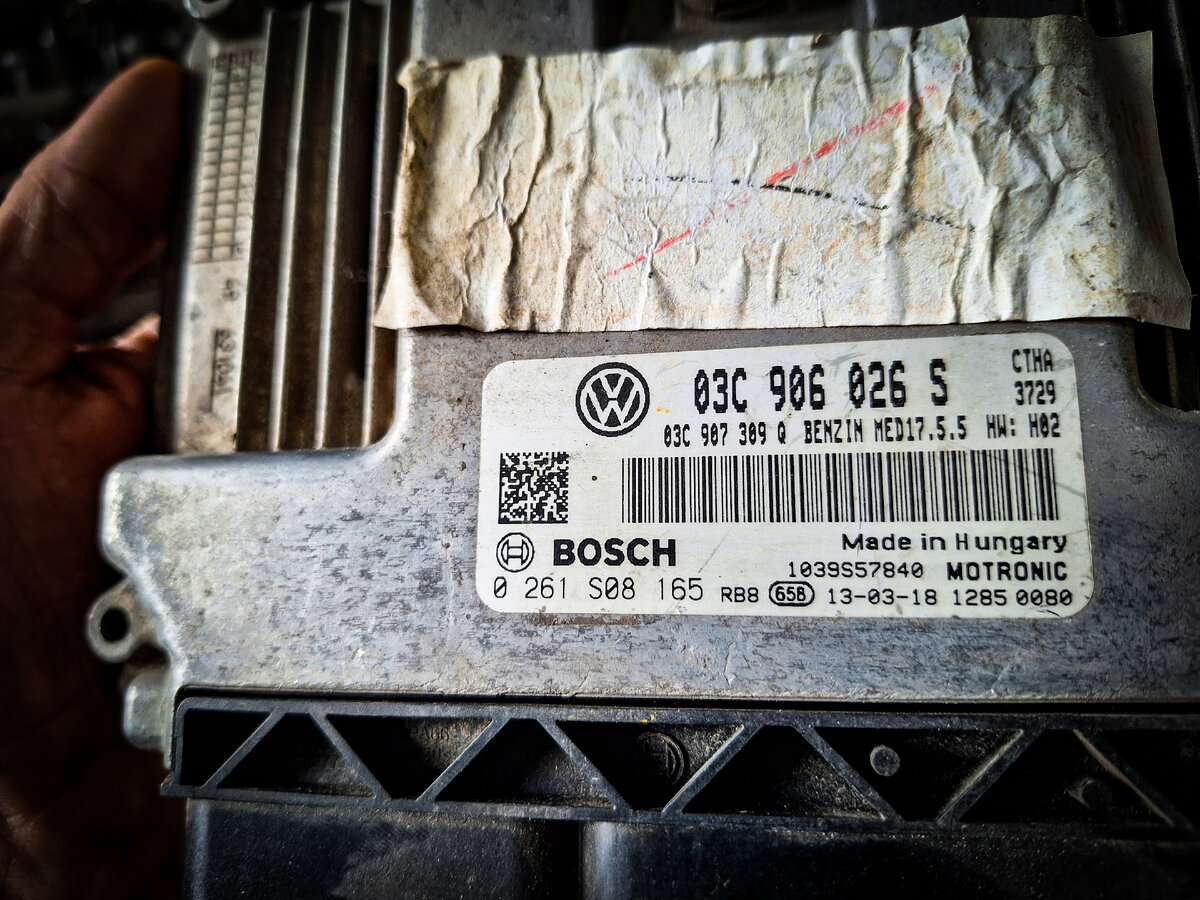 03C 906 026 S
CTHA
3729
03C 907 309 Q BENZIN MED17.5.5 HW: H02
BOSCH
Made in Hungary
1039S57840 MOTRONIC
0 261 S08 165 RB8 65B 13-03-18 1285 0080